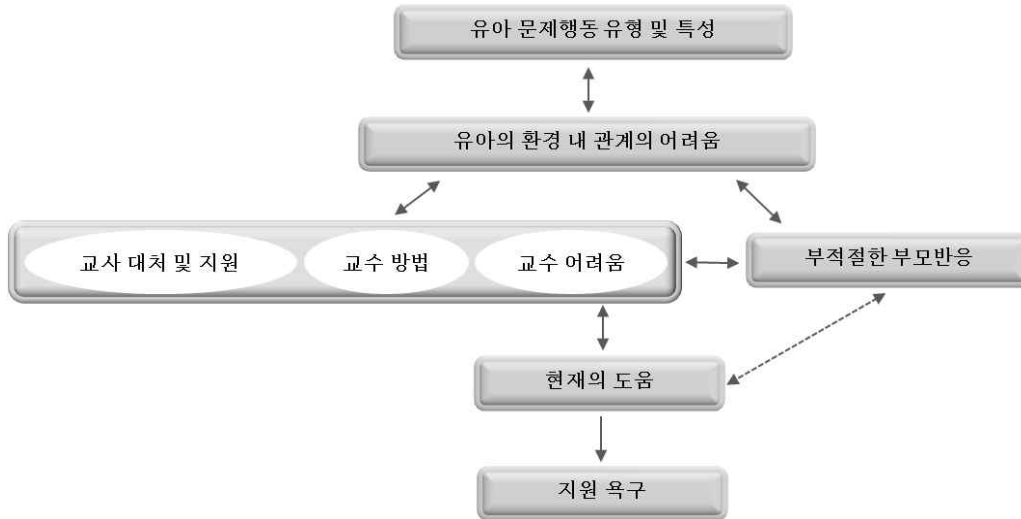 유아 문제행동 유형 및 특성
유아의 환경 내 관계의 어려움
교사 대처 및 지원
교수 방법
교수 어려움
부적절한 부모반응
현재의 도움
지원 욕구